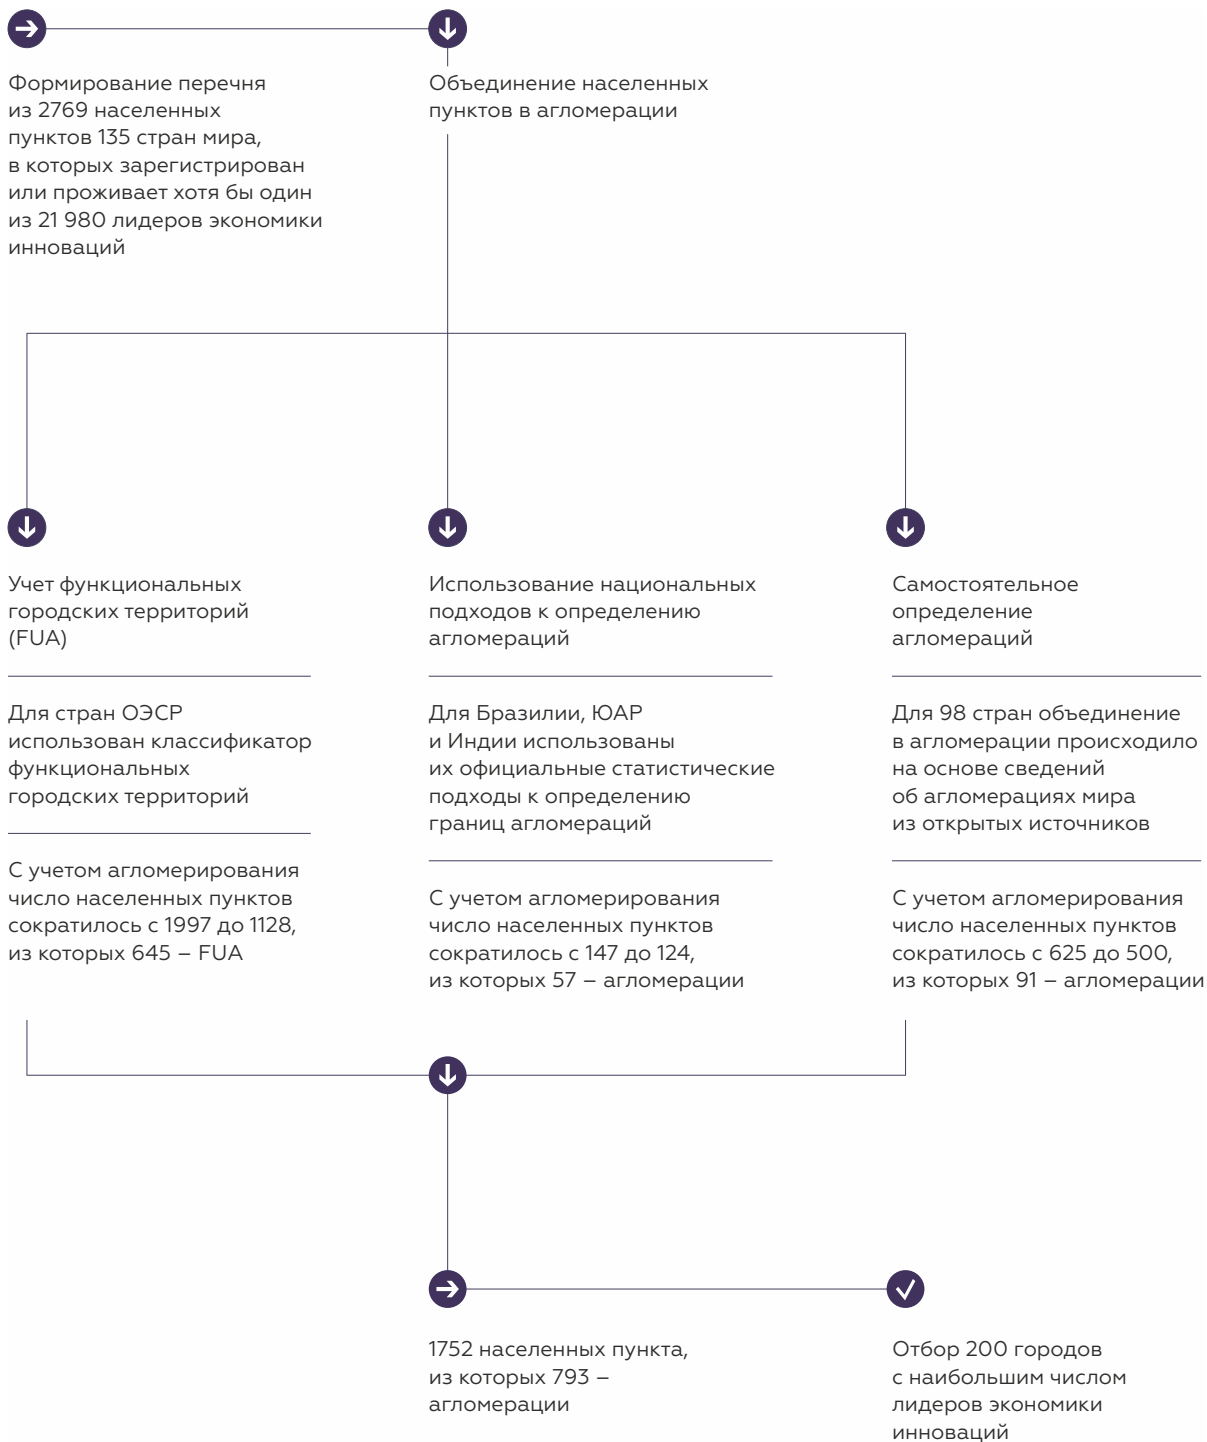 Формирование перечня
из 2769 населенных
пунктов 135 стран мира,
в которых зарегистрирован
или проживает хотя бы один
из 21 980 лидеров экономики
инноваций
Объединение населенных
пунктов в агломерации
Учет функциональных
городских территорий
(FUA)
Для стран ОЭСР
использован классификатор
функциональных
городских территорий
С учетом агломерирования
число населенных пунктов
сократилось с 1997 до 1128,
из которых 645 – FUA
Использование национальных
подходов к определению
агломераций
Для Бразилии, ЮАР
и Индии использованы
их официальные статистические
подходы к определению
границ агломераций
С учетом агломерирования
число населенных пунктов
сократилось с 147 до 124,
из которых 57 – агломерации
Самостоятельное
определение
агломераций
Для 98 стран объединение
в агломерации происходило
на основе сведений
об агломерациях мира
из открытых источников
С учетом агломерирования
число населенных пунктов
сократилось с 625 до 500,
из которых 91 – агломерации
1752 населенных пункта,
из которых 793 –
агломерации
Отбор 200 городов
с наибольшим числом
лидеров экономики
инноваций